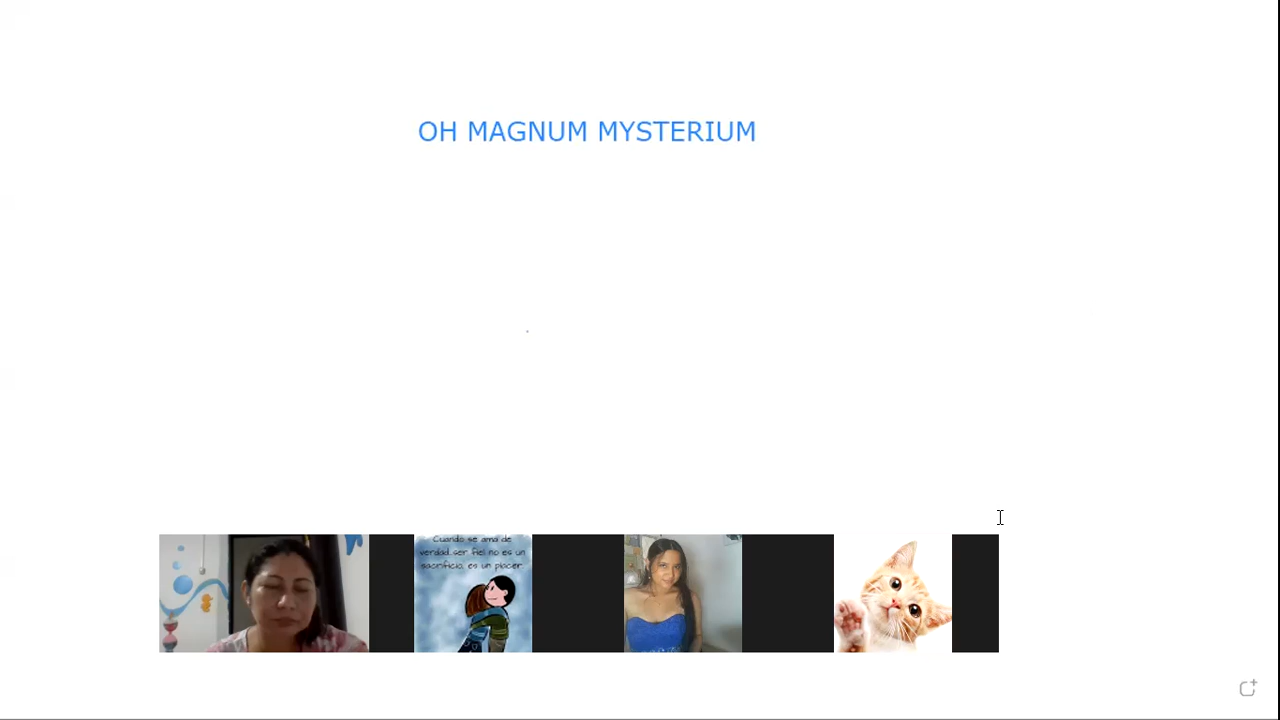 OH MAGNUM MYSTERIUM
Cuando se ama de
verdad..ser fiel no es un
sacrificio, es un placer.